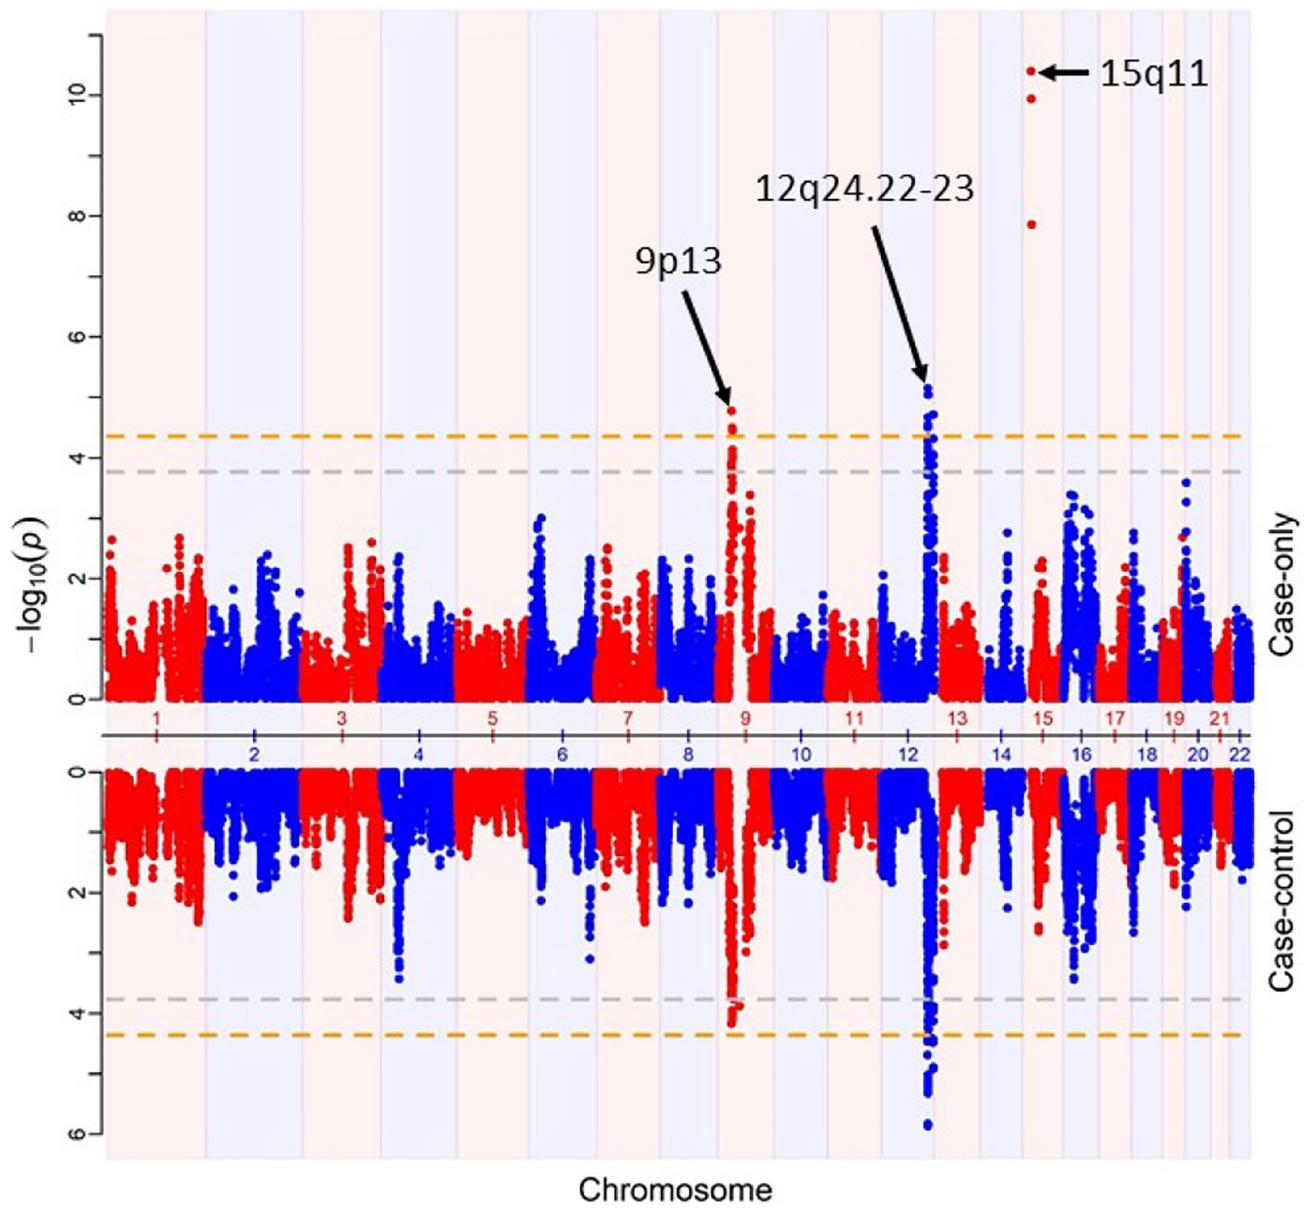 15q11
12q24.22-23
9p13
10
8
6
4
2
0
−log10(p)
Case-only
1 3 5 7 9 11 13 15 17 19 21
2 4 6 8 10 12 14 16 18 20 22
0
2
4
6
Case-control
Chromosome